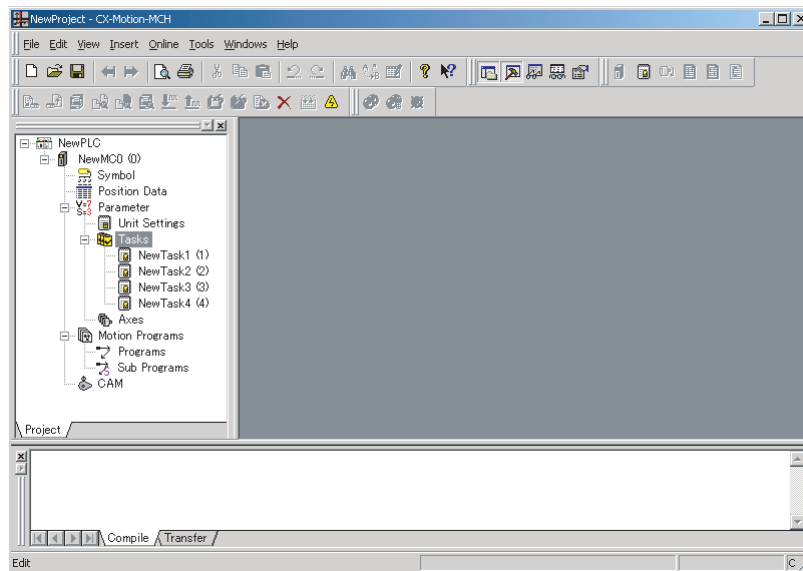 NewProject - CX-Motion-MCH
File Edit View Insert Online Tools Windows Help
NewPLC
NewMC0 (0)
Symbol
Position Data
Parameter
Unit Settings
Tasks
NewTask1 (1)
NewTask2 (2)
NewTask3 (3)
NewTask4 (4)
Axes
Motion Programs
Programs
Sub Programs
CAM
Project
Compile Transfer
Edit C